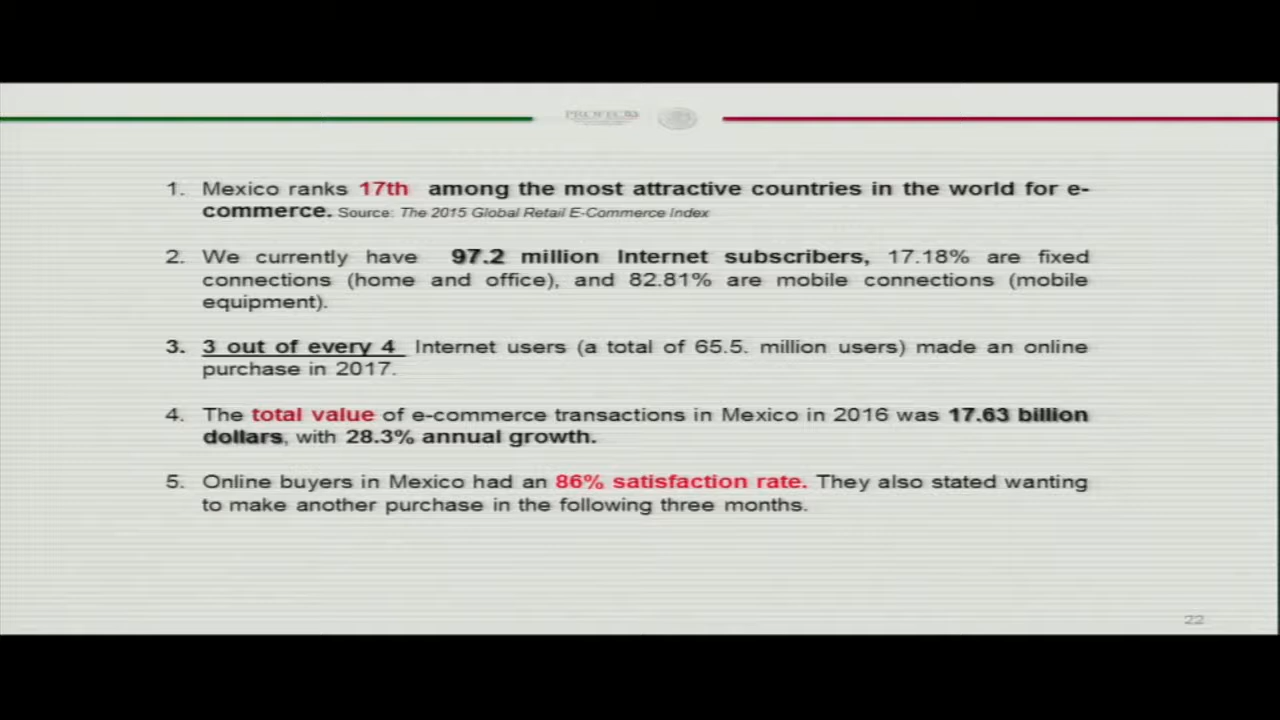 PROFECO
1. Mexico ranks 17th among the most attractive countries in the world for e-
commerce. Source: The 2015 Global Retail E-Commerce Index
2. We currently have 97.2 million Internet subscribers, 17.18% are fixed
connections (home and office), and 82.81% are mobile connections (mobile
equipment).
3. 3 out of every 4 Internet users (a total of 65.5. million users) made an online
purchase in 2017.
4. The total value of e-commerce transactions in Mexico in 2016 was 17.63 billion
dollars, with 28.3% annual growth.
5. Online buyers in Mexico had an 86% satisfaction rate. They also stated wanting
to make another purchase in the following three months.
22